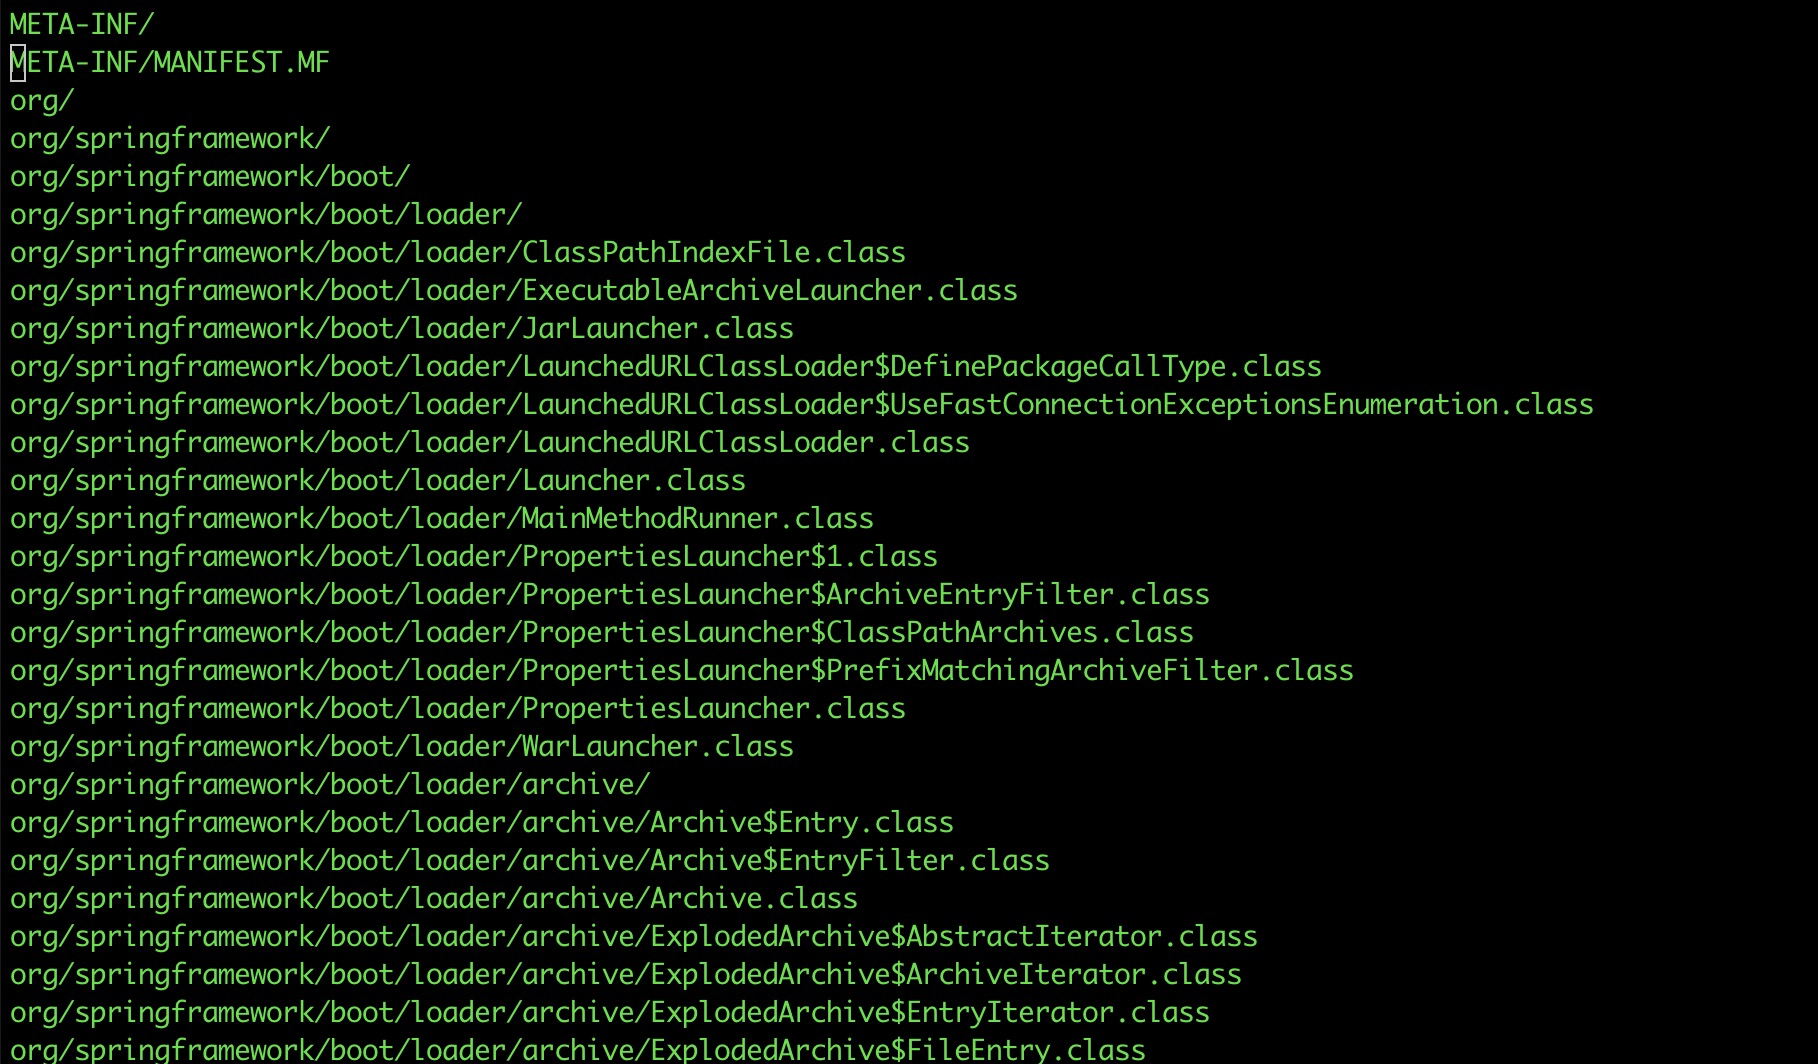 META-INF/
META-INF/MANIFEST.MF
org/
org/springframework/
org/springframework/boot/
org/springframework/boot/loader/
org/springframework/boot/loader/ClassPathIndexFile.class
org/springframework/boot/loader/ExecutableArchiveLauncher.class
org/springframework/boot/loader/JarLauncher.class
org/springframework/boot/loader/LaunchedURLClassLoader$DefinePackageCallType.class
org/springframework/boot/loader/LaunchedURLClassLoader$UseFastConnectionExceptionsEnumeration.class
org/springframework/boot/loader/LaunchedURLClassLoader.class
org/springframework/boot/loader/Launcher.class
org/springframework/boot/loader/MainMethodRunner.class
org/springframework/boot/loader/PropertiesLauncher$1.class
org/springframework/boot/loader/PropertiesLauncher$ArchiveEntryFilter.class
org/springframework/boot/loader/PropertiesLauncher$ClassPathArchives.class
org/springframework/boot/loader/PropertiesLauncher$PrefixMatchingArchiveFilter.class
org/springframework/boot/loader/PropertiesLauncher.class
org/springframework/boot/loader/WarLauncher.class
org/springframework/boot/loader/archive/
org/springframework/boot/loader/archive/Archive$Entry.class
org/springframework/boot/loader/archive/Archive$EntryFilter.class
org/springframework/boot/loader/archive/Archive.class
org/springframework/boot/loader/archive/ExplodedArchive$AbstractIterator.class
org/springframework/boot/loader/archive/ExplodedArchive$ArchiveIterator.class
org/springframework/boot/loader/archive/ExplodedArchive$EntryIterator.class
org/springframework/boot/loader/archive/ExplodedArchive$FileEntry.class